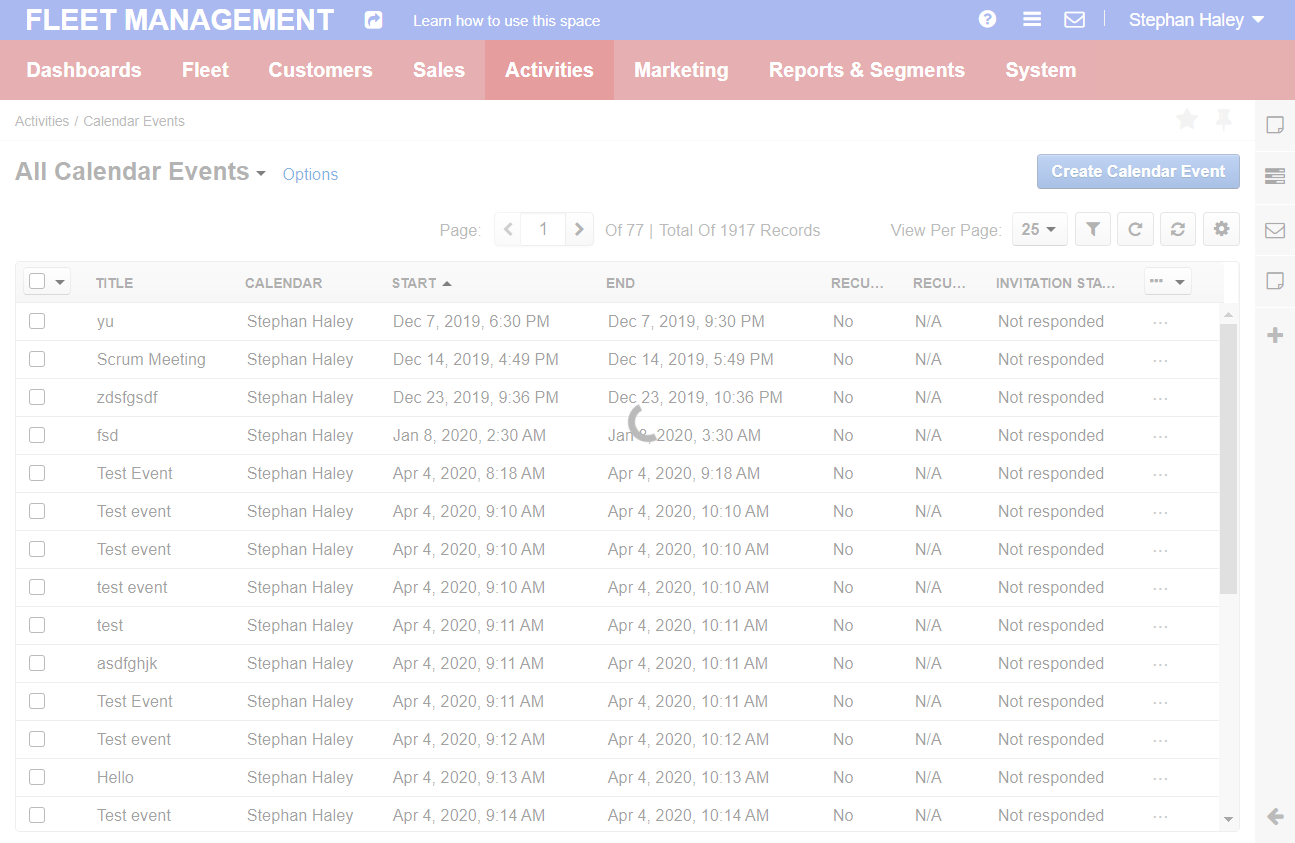 FLEET MANAGEMENT Learn how to use this space Stephan Haley
Dashboards Fleet Customers Sales Activities Marketing Reports & Segments System
Activities / Calendar Events
All Calendar Events Options Create Calendar Event
Page: 1 Of 77 | Total Of 1917 Records View Per Page: 25
TITLE CALENDAR START END RECU... RECU... INVITATION STA...
yu Stephan Haley Dec 7, 2019, 6:30 PM Dec 7, 2019, 9:30 PM No N/A Not responded ...
Scrum Meeting Stephan Haley Dec 14, 2019, 4:49 PM Dec 14, 2019, 5:49 PM No N/A Not responded ...
zdsfgsdf Stephan Haley Dec 23, 2019, 9:36 PM Dec 23, 2019, 10:36 PM No N/A Not responded ...
fsd Stephan Haley Jan 8, 2020, 2:30 AM Jan 8, 2020, 3:30 AM No N/A Not responded ...
Test Event Stephan Haley Apr 4, 2020, 8:18 AM Apr 4, 2020, 9:18 AM No N/A Not responded ...
Test event Stephan Haley Apr 4, 2020, 9:10 AM Apr 4, 2020, 10:10 AM No N/A Not responded ...
Test event Stephan Haley Apr 4, 2020, 9:10 AM Apr 4, 2020, 10:10 AM No N/A Not responded ...
test event Stephan Haley Apr 4, 2020, 9:10 AM Apr 4, 2020, 10:10 AM No N/A Not responded ...
test Stephan Haley Apr 4, 2020, 9:11 AM Apr 4, 2020, 10:11 AM No N/A Not responded ...
asdfghjk Stephan Haley Apr 4, 2020, 9:11 AM Apr 4, 2020, 10:11 AM No N/A Not responded ...
Test Event Stephan Haley Apr 4, 2020, 9:11 AM Apr 4, 2020, 10:11 AM No N/A Not responded ...
Test event Stephan Haley Apr 4, 2020, 9:12 AM Apr 4, 2020, 10:12 AM No N/A Not responded ...
Hello Stephan Haley Apr 4, 2020, 9:13 AM Apr 4, 2020, 10:13 AM No N/A Not responded ...
Test event Stephan Haley Apr 4, 2020, 9:14 AM Apr 4, 2020, 10:14 AM No N/A Not responded ...